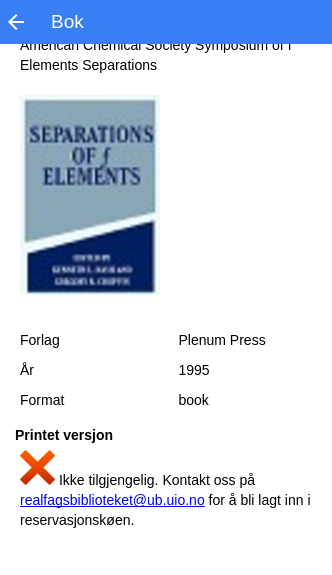 Bok
American Chemical Society Symposium of f
Elements Separations
SEPARATIONS
OF f
ELEMENTS
EDITED BY
KENNETH L. NASH AND
GREGORY R. CHOPPIN
Forlag Plenum Press
År 1995
Format book
Printet versjon
Ikke tilgjengelig. Kontakt oss på
realfagsbiblioteket@ub.uio.no for å bli lagt inn i
reservasjonskøen.